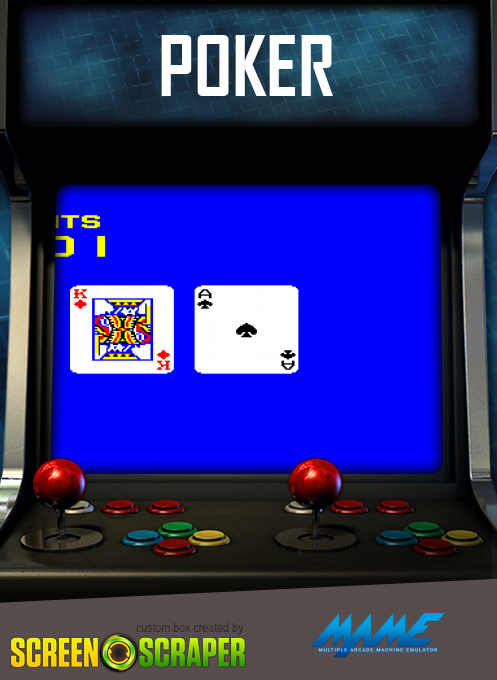 POKER
ITS
01
K
A
K
A
custom box created by
SCREEN SCRAPER
MAME
MULTIPLE ARCADE MACHINE EMULATOR